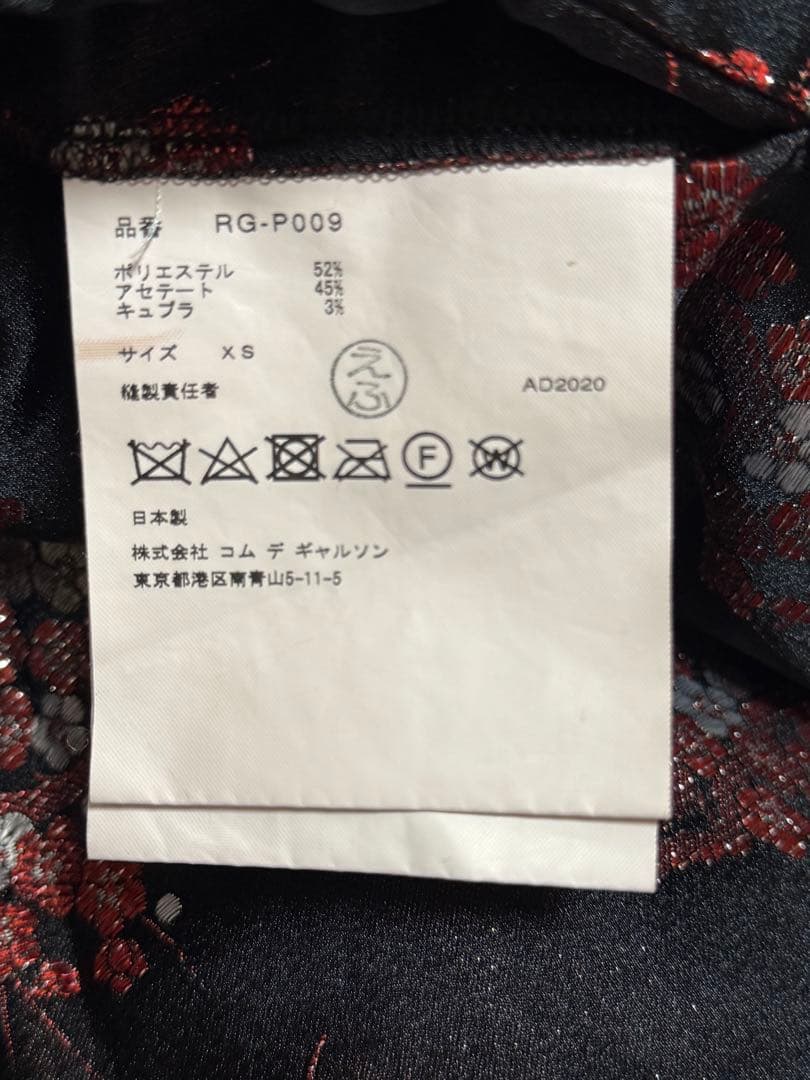 品番 RG-P009
ポリエステル 52%
アセテート 45%
キュプラ 3%
サイズ XS
縫製責任者 えふ AD2020
F W
日本製
株式会社 コム デ ギャルソン
東京都港区南青山5-11-5